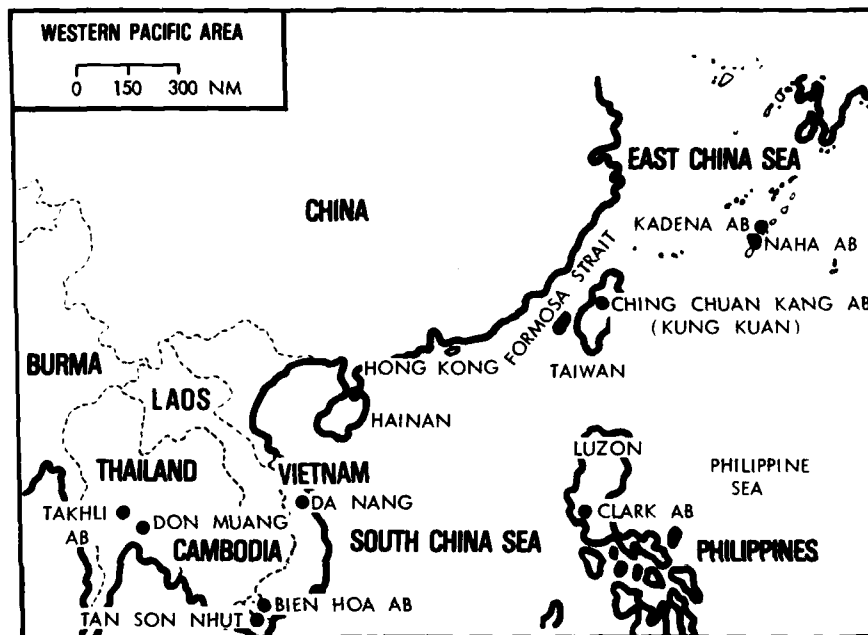 WESTERN PACIFIC AREA
0 150 300 NM
EAST CHINA SEA
CHINA
KADENA AB
NAHA AB
FORMOSA STRAIT
CHING CHUAN KANG AB
(KUNG KUAN)
BURMA
HONG KONG
TAIWAN
LAOS
HAINAN
LUZON
THAILAND
VIETNAM
PHILIPPINE
SEA
TAKHLI
AB
DON MUANG
DA NANG
CLARK AB
CAMBODIA
SOUTH CHINA SEA
PHILIPPINES
BIEN HOA AB
TAN SON NHUT